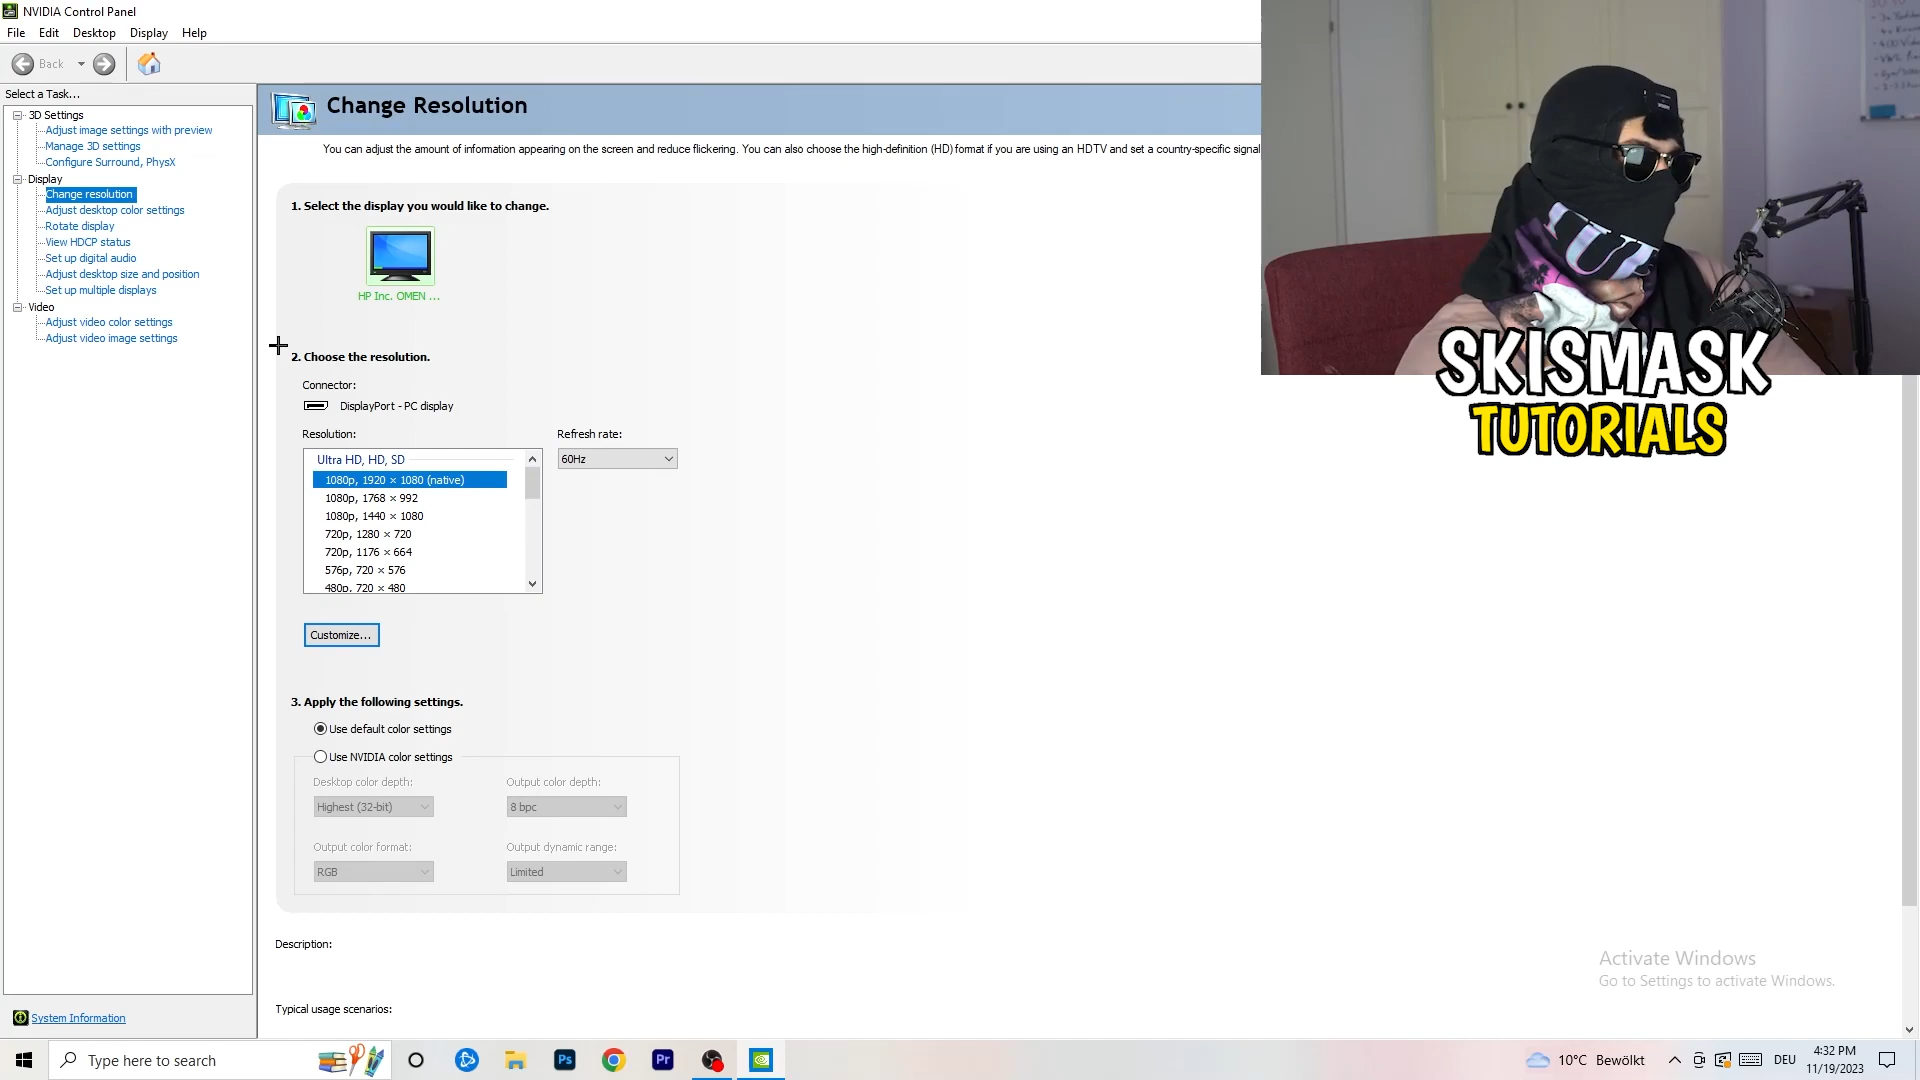 NVIDIA Control Panel
File Edit Desktop Display Help
Back
Select a Task...
3D Settings
Adjust image settings with preview
Manage 3D settings
Configure Surround, PhysX
Display
Change resolution
Adjust desktop color settings
Rotate display
View HDCP status
Set up digital audio
Adjust desktop size and position
Set up multiple displays
Video
Adjust video color settings
Adjust video image settings
System Information
Change Resolution
You can adjust the amount of information appearing on the screen and reduce flickering. You can also choose the high-definition (HD) format if you are using an HDTV and set a country-specific signal
1. Select the display you would like to change.
HP Inc. OMEN ...
2. Choose the resolution.
Connector:
DisplayPort - PC display
Resolution:
Refresh rate:
Ultra HD, HD, SD
60Hz
1080p, 1920 × 1080 (native)
1080p, 1768 × 992
1080p, 1440 × 1080
720p, 1280 × 720
720p, 1176 × 664
576p, 720 × 576
480p, 720 × 480
Customize...
3. Apply the following settings.
Use default color settings
Use NVIDIA color settings
Desktop color depth:
Output color depth:
Highest (32-bit)
8 bpc
Output color format:
Output dynamic range:
RGB
Limited
Description:
Typical usage scenarios:
SKISMASK
TUTORIALS
Activate Windows
Go to Settings to activate Windows.
Type here to search
Ps
Pr
10°C Bewölkt
DEU
4:32 PM
11/19/2023